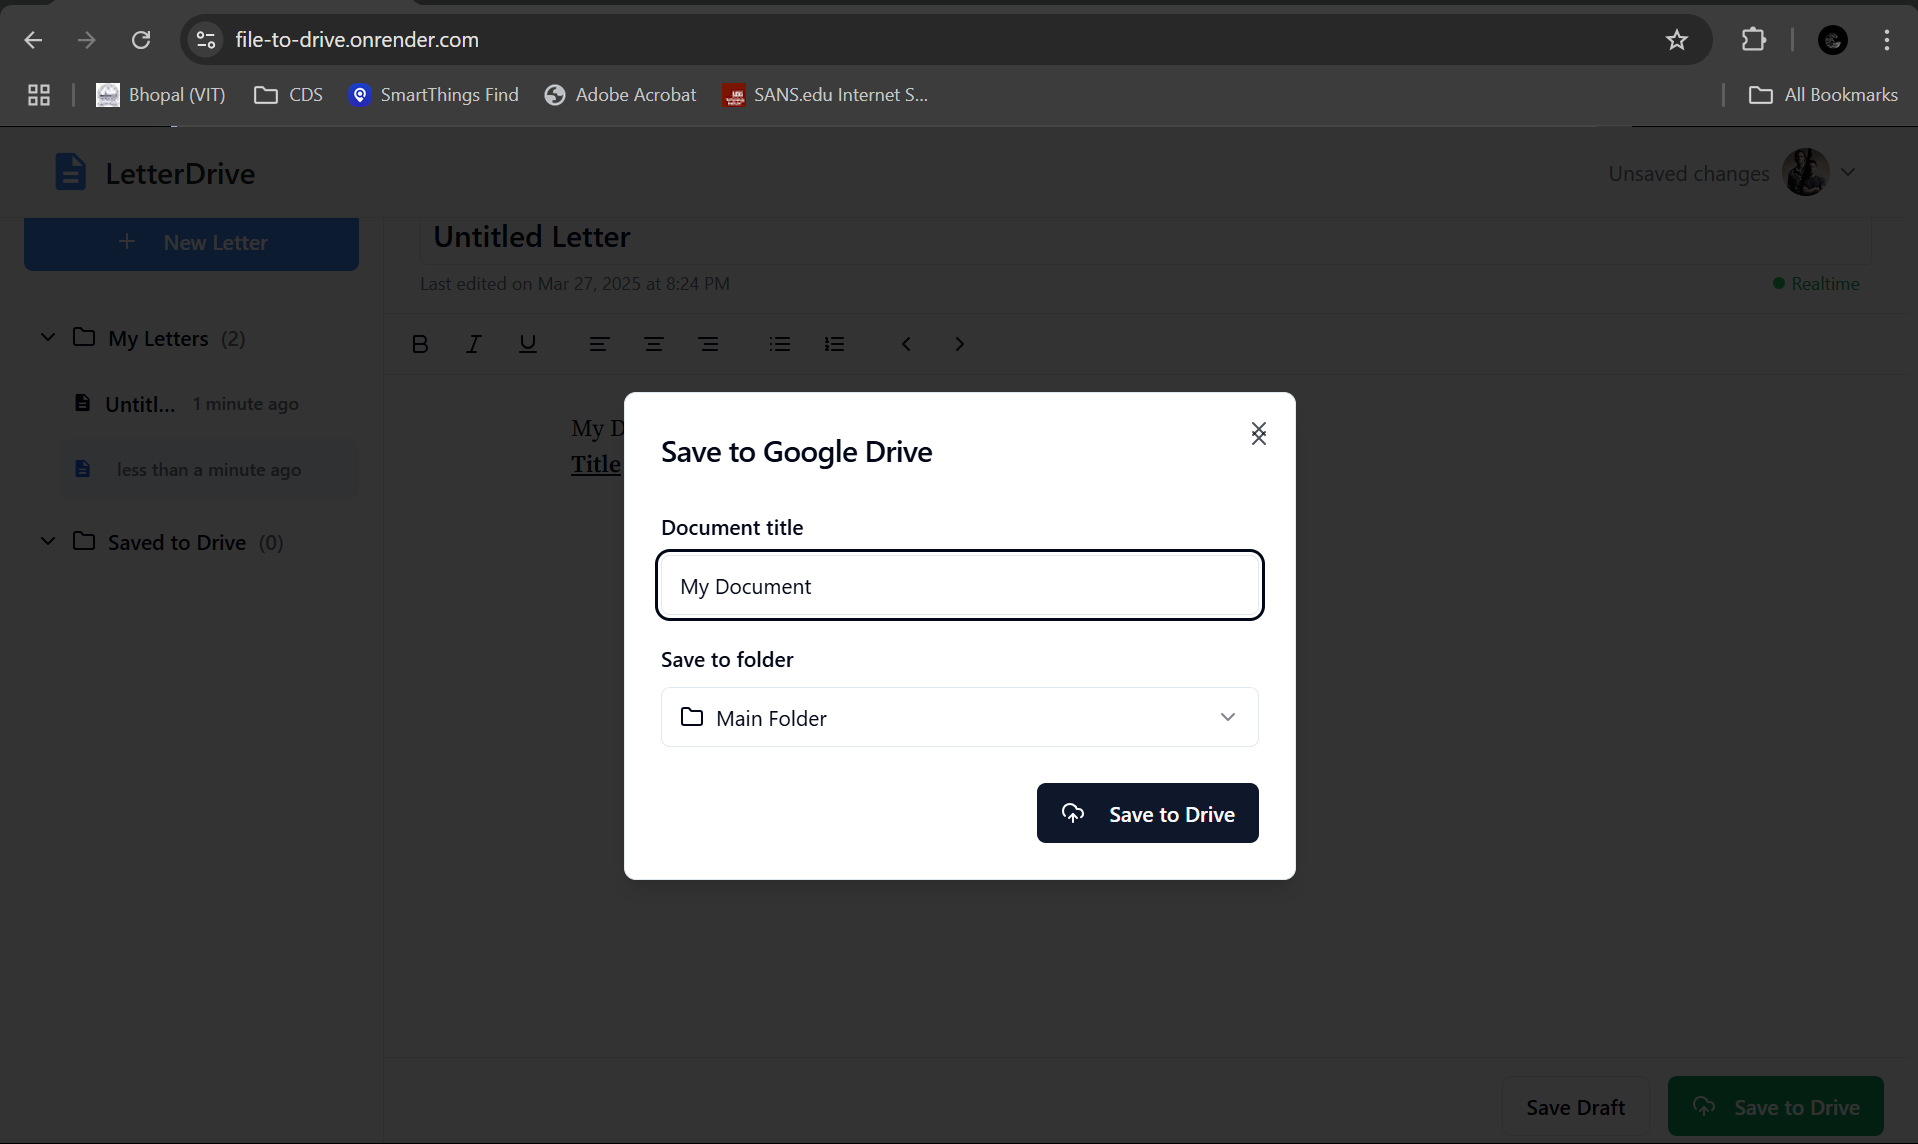 file-to-drive.onrender.com
Bhopal (VIT)
CDS
SmartThings Find
Adobe Acrobat
SANS.edu Internet S...
All Bookmarks
LetterDrive
Unsaved changes
New Letter
Untitled Letter
Last edited on Mar 27, 2025 at 8:24 PM
Realtime
My Letters (2)
Untitl... 1 minute ago
less than a minute ago
Saved to Drive (0)
B I U
My D
Title
Save to Google Drive
Document title
My Document
Save to folder
Main Folder
Save to Drive
Save Draft
Save to Drive